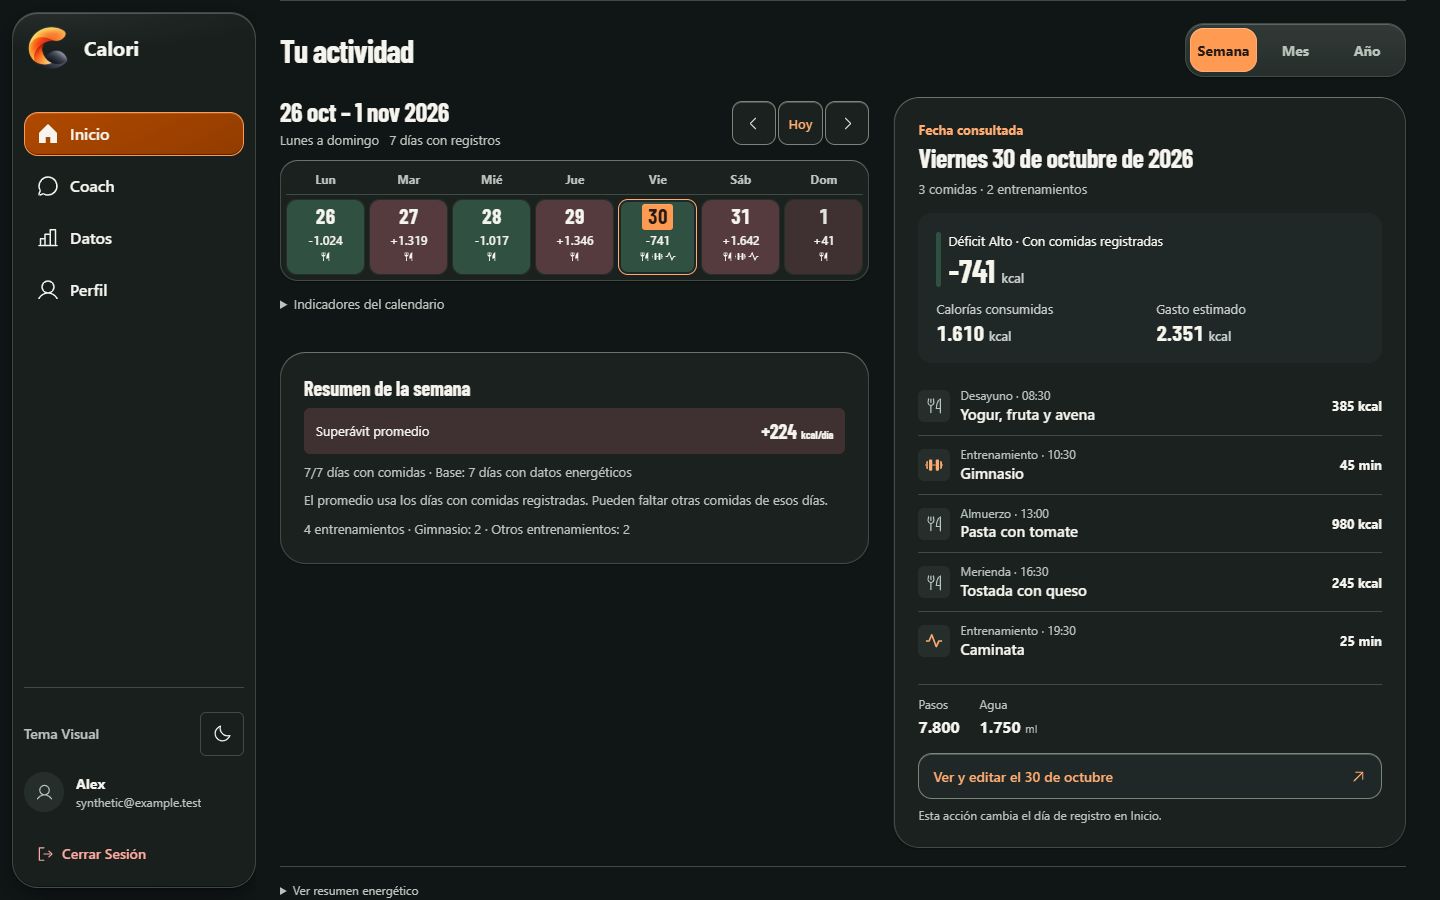 Calori
Inicio
Coach
Datos
Perfil
Tema Visual
Alex
synthetic@example.test
Cerrar Sesión
Tu actividad
Semana Mes Año
26 oct – 1 nov 2026
Lunes a domingo 7 días con registros
Hoy
Lun Mar Mié Jue Vie Sáb Dom
26 27 28 29 30 31 1
-1.024 +1.319 -1.017 +1.346 -741 +1.642 +41
Indicadores del calendario
Resumen de la semana
Superávit promedio +224 kcal/día
7/7 días con comidas · Base: 7 días con datos energéticos
El promedio usa los días con comidas registradas. Pueden faltar otras comidas de esos días.
4 entrenamientos · Gimnasio: 2 · Otros entrenamientos: 2
Fecha consultada
Viernes 30 de octubre de 2026
3 comidas · 2 entrenamientos
Déficit Alto · Con comidas registradas
-741 kcal
Calorías consumidas Gasto estimado
1.610 kcal 2.351 kcal
Desayuno · 08:30
Yogur, fruta y avena 385 kcal
Entrenamiento · 10:30
Gimnasio 45 min
Almuerzo · 13:00
Pasta con tomate 980 kcal
Merienda · 16:30
Tostada con queso 245 kcal
Entrenamiento · 19:30
Caminata 25 min
Pasos Agua
7.800 1.750 ml
Ver y editar el 30 de octubre
Esta acción cambia el día de registro en Inicio.
Ver resumen energético